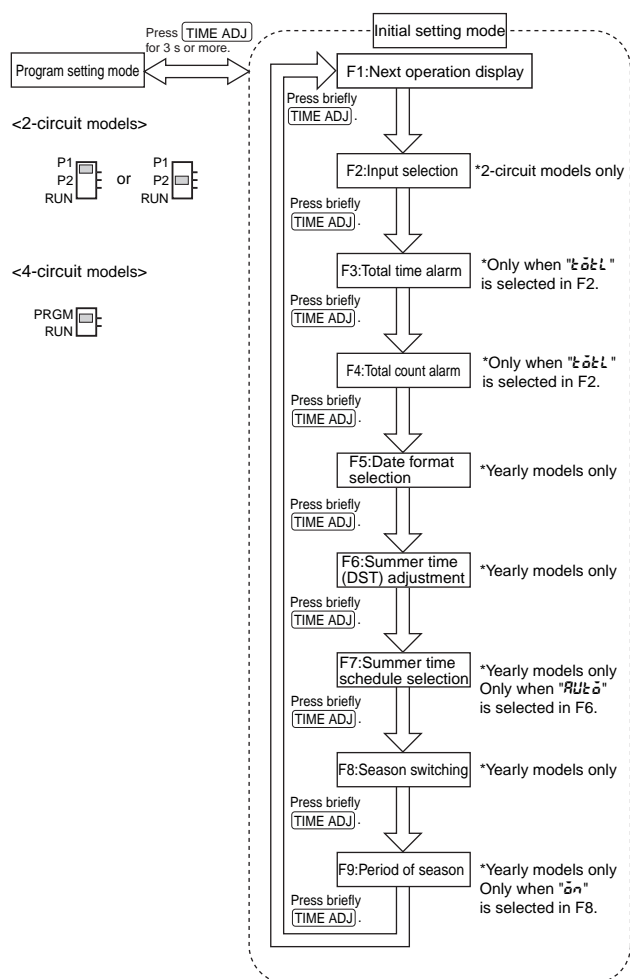 Initial setting mode
Press TIME ADJ
for 3 s or more.
Program setting mode
F1:Next operation display
Press briefly
TIME ADJ.
<2-circuit models>
F2:Input selection
*2-circuit models only
P1
P2
RUN
or
P1
P2
RUN
Press briefly
TIME ADJ.
F3:Total time alarm
*Only when "totL"
is selected in F2.
<4-circuit models>
Press briefly
TIME ADJ.
PRGM
RUN
F4:Total count alarm
*Only when "totL"
is selected in F2.
Press briefly
TIME ADJ.
F5:Date format
selection
*Yearly models only
Press briefly
TIME ADJ.
F6:Summer time
(DST) adjustment
*Yearly models only
Press briefly
TIME ADJ.
F7:Summer time
schedule selection
*Yearly models only
Only when "AUto"
is selected in F6.
Press briefly
TIME ADJ.
F8:Season switching
*Yearly models only
Press briefly
TIME ADJ.
F9:Period of season
*Yearly models only
Only when "on"
is selected in F8.
Press briefly
TIME ADJ.